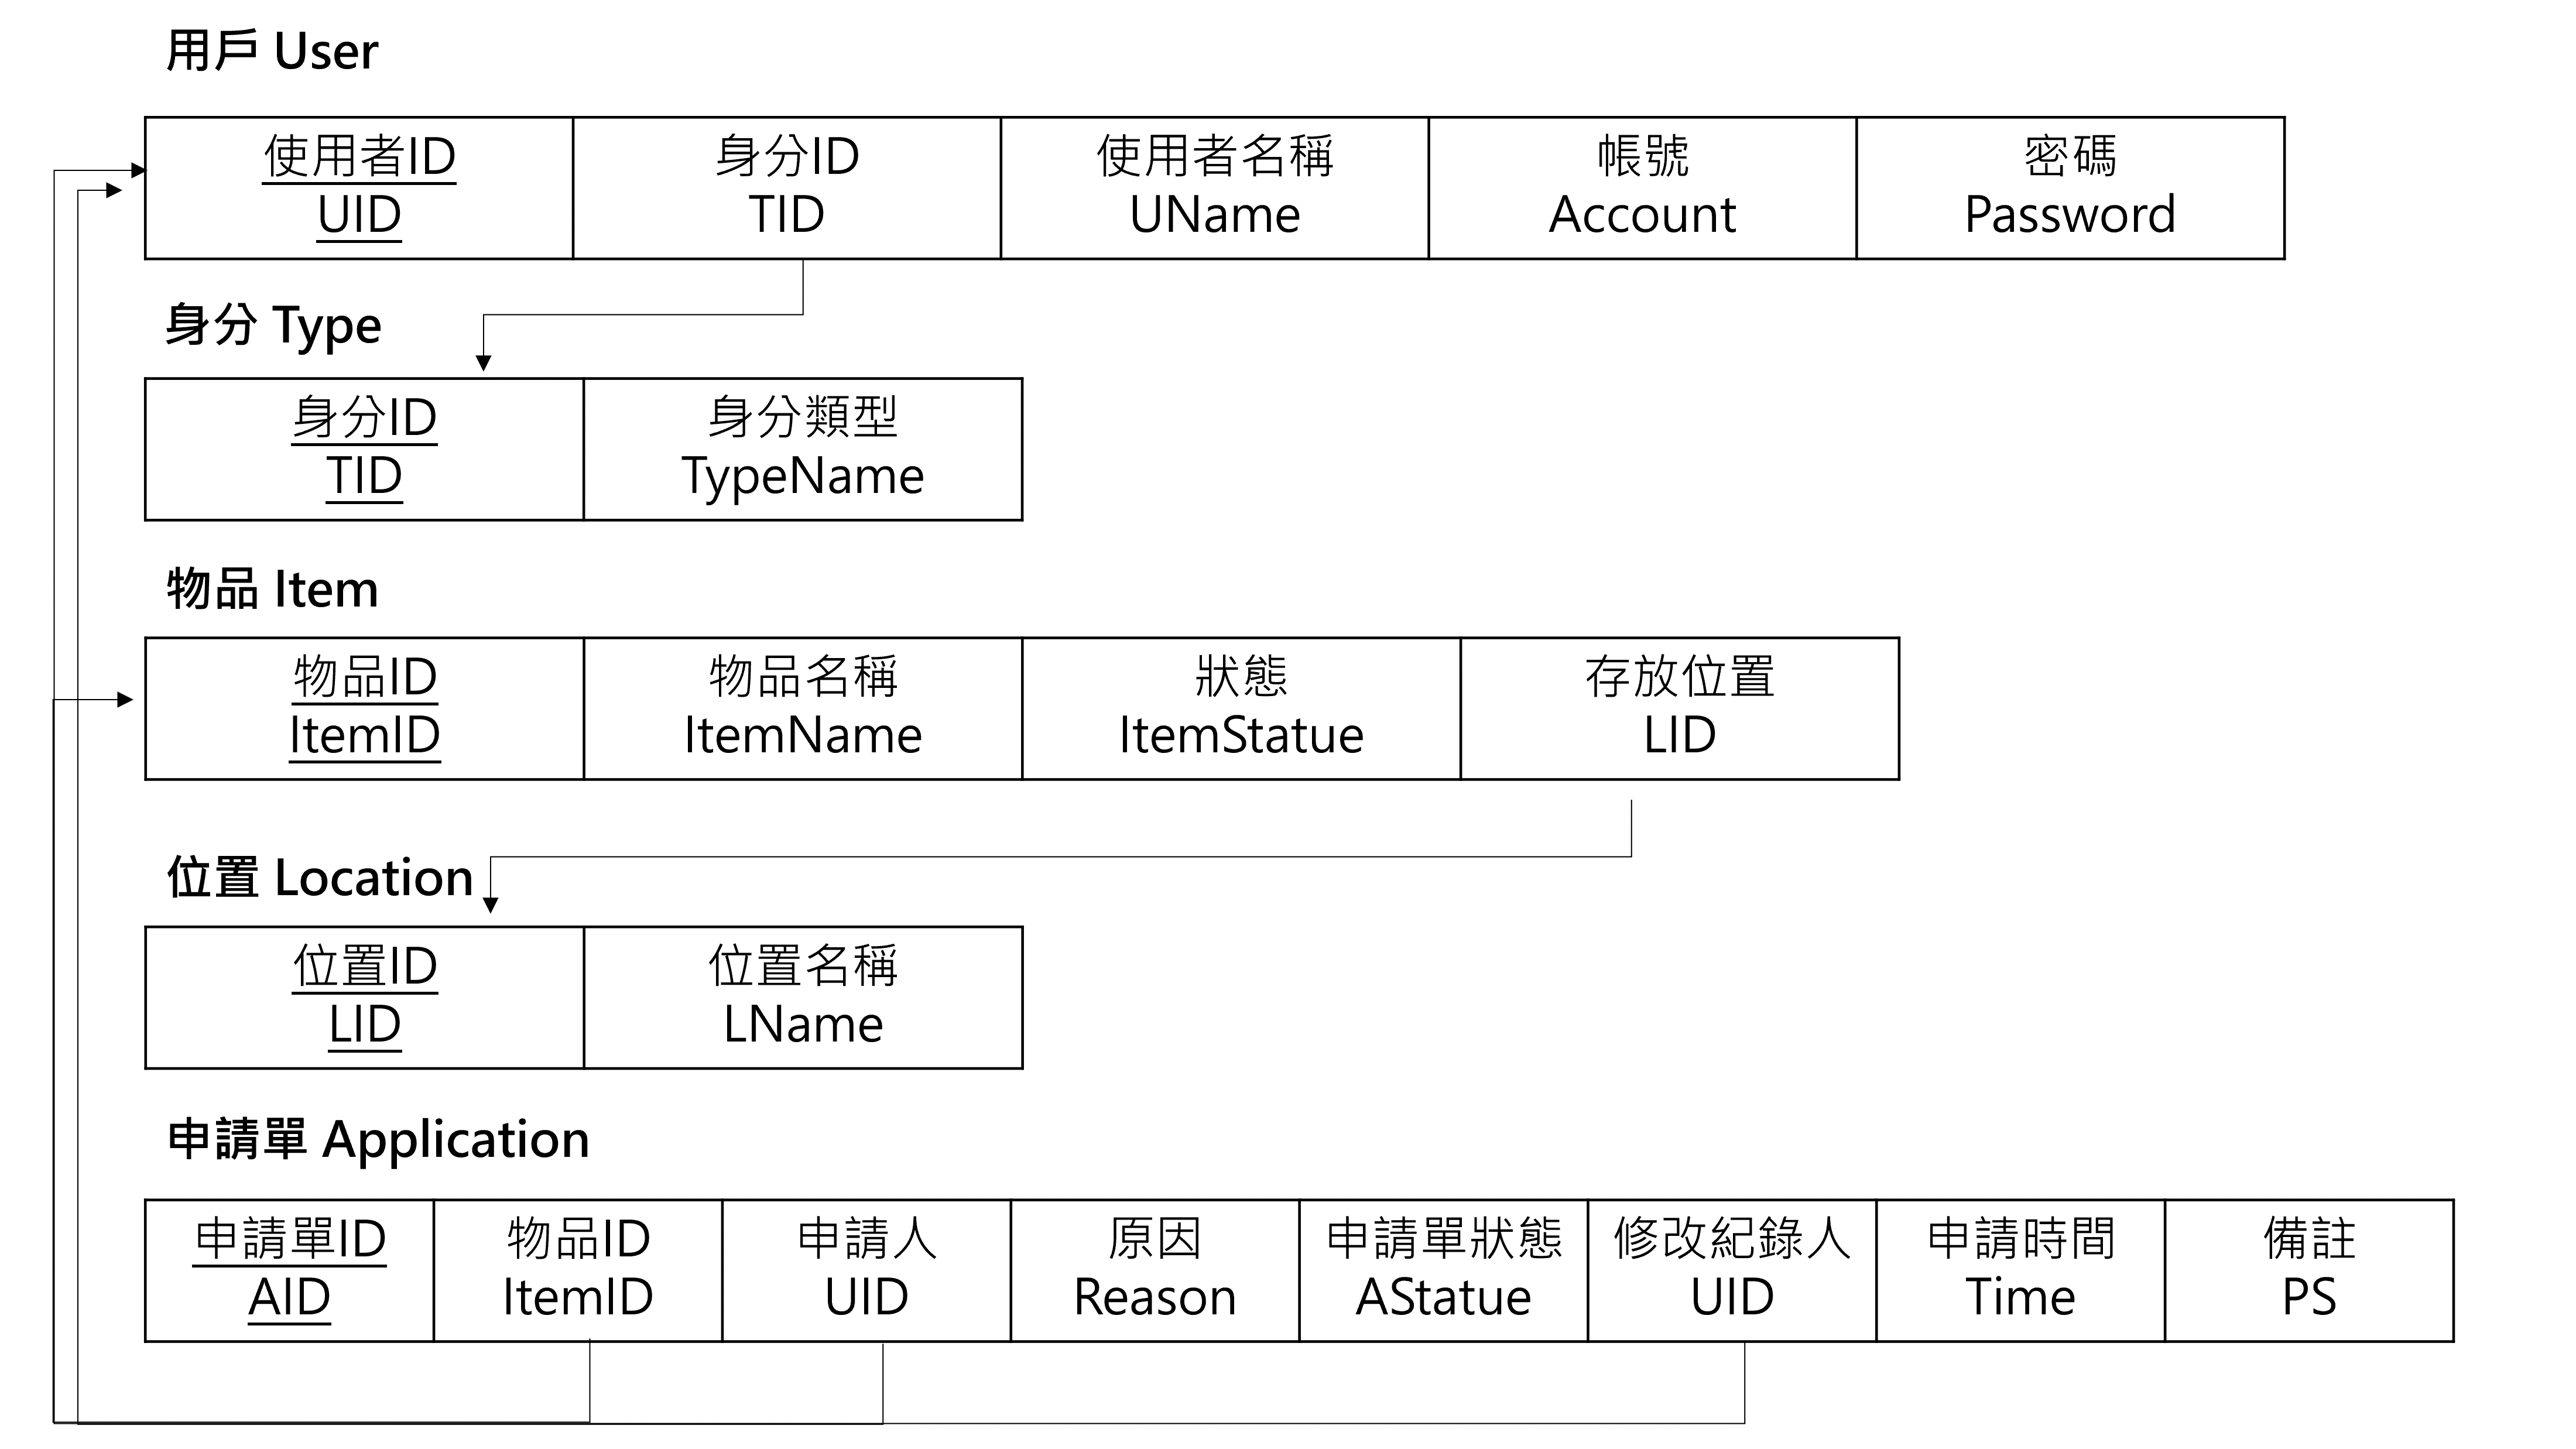 用戶 User
使用者ID
UID
身分ID
TID
使用者名稱
UName
帳號
Account
密碼
Password
身分 Type
身分ID
TID
身分類型
TypeName
物品 Item
物品ID
ItemID
物品名稱
ItemName
狀態
ItemStatue
存放位置
LID
位置 Location
位置ID
LID
位置名稱
LName
申請單 Application
申請單ID
AID
物品ID
ItemID
申請人
UID
原因
Reason
申請單狀態
AStatue
修改紀錄人
UID
申請時間
Time
備註
PS